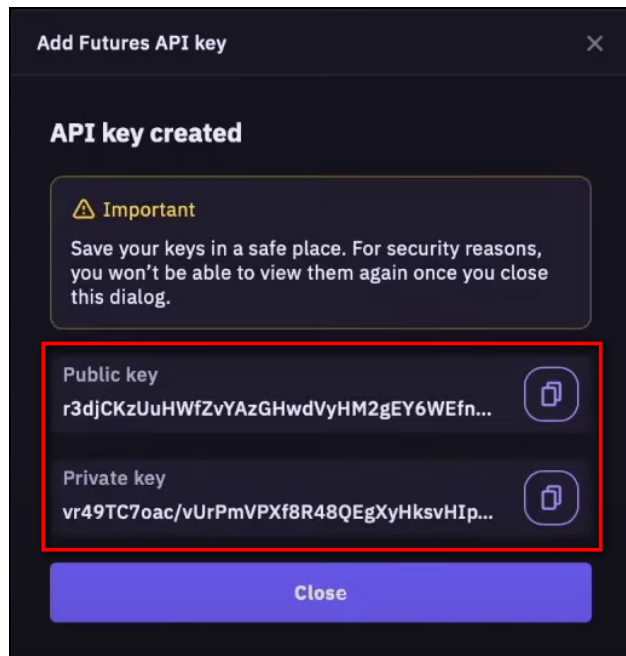 Add Futures API key
API key created
Important
Save your keys in a safe place. For security reasons,
you won't be able to view them again once you close
this dialog.
Public key
r3djCKzUuHWfZvYAzGHwdVyHM2gEY6WEfn...
Private key
vr49TC7oac/vUrPmVPXf8R48QEgXyHksvHIp...
Close